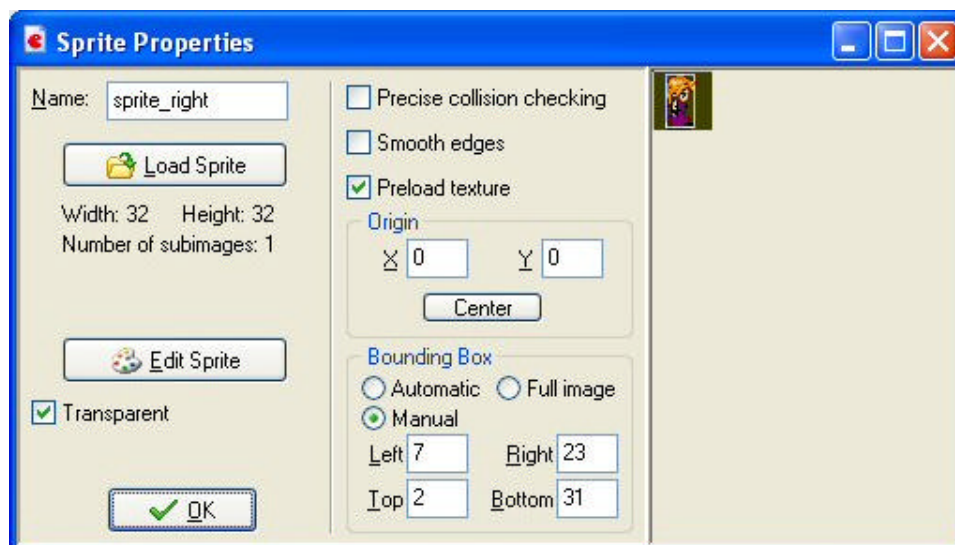 Sprite Properties
Name: sprite_right
Load Sprite
Width: 32 Height: 32
Number of subimages: 1
Edit Sprite
Transparent
OK
Precise collision checking
Smooth edges
Preload texture
Origin
X 0 Y 0
Center
Bounding Box
Automatic Full image
Manual
Left 7 Right 23
Top 2 Bottom 31